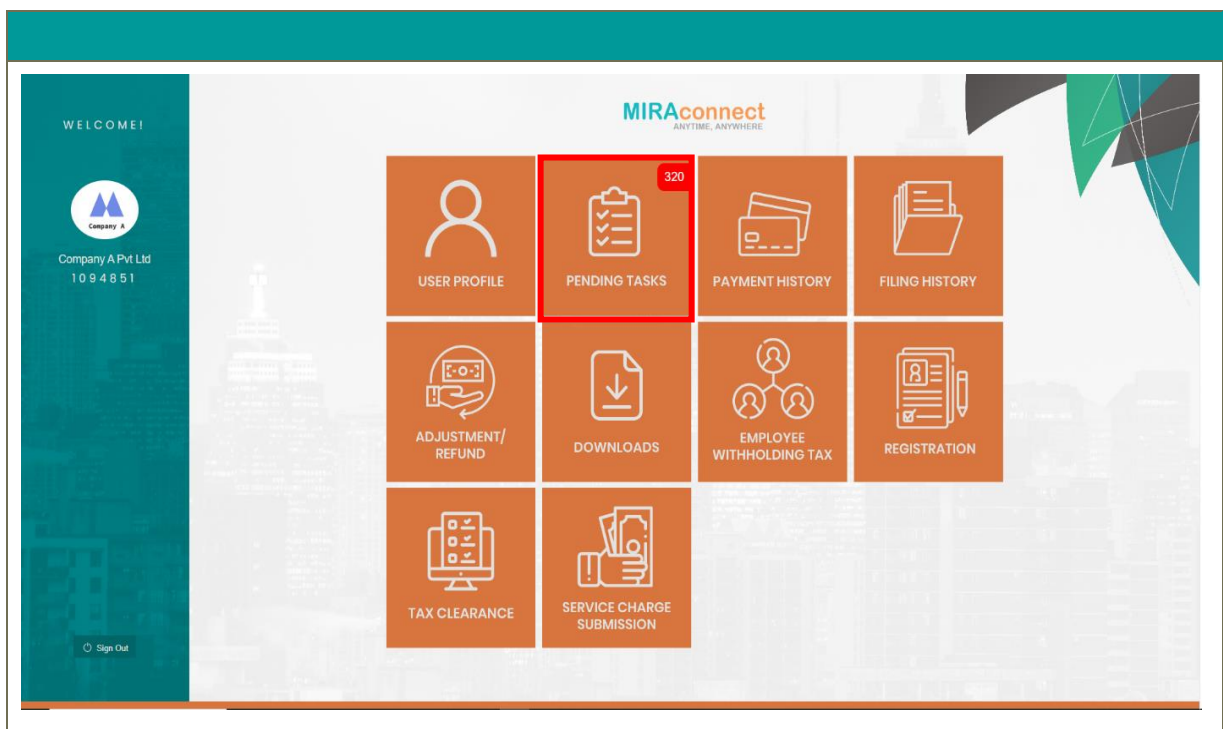 WELCOME!
Company A
Company A Pvt Ltd
1094851
Sign Out
MIRAconnect
ANYTIME, ANYWHERE
USER PROFILE
320
PENDING TASKS
PAYMENT HISTORY
FILING HISTORY
ADJUSTMENT/
REFUND
DOWNLOADS
EMPLOYEE
WITHHOLDING TAX
REGISTRATION
TAX CLEARANCE
SERVICE CHARGE
SUBMISSION